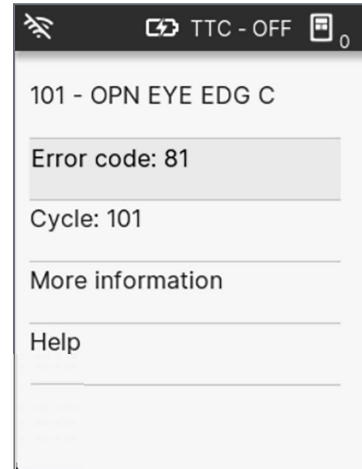 TTC - OFF 0
101 - OPN EYE EDG C
Error code: 81
Cycle: 101
More information
Help